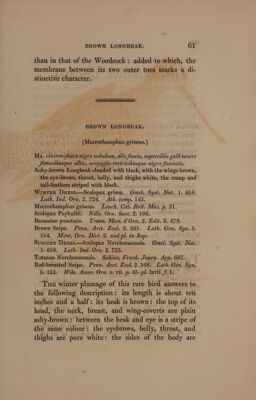 BROWN LONGBEAK. 61
than in that of the Woodcock: added to which, the
membrane between its two outer toes marks a di-
stinctive character.
BROWN LONGBEAK.
(Macrorhamphus griseus.)
MA. cinereo-fusca nigro nebulosa, alis fuscis, superciliis gulâ ventre
femoribusque albis, uropygio rectricibusque nigro fasciatis.
Ashy-brown Longbeak clouded with black, with the wings brown,
the eye-brows, throat, belly, and thighs white, the rump and
tail-feathers striped with black.
WINTER DRESS.—Scolopax grisea. Gmel. Syst. Nat. 1. 658.
Lath. Ind. Orn. 2. 724.
Macrorhamphus griseus. Leach, Cat. Brit. Mus. p. 31.
Scolopax Paykullii. Nills. Orn. Suec. 2. 106.
Becassine ponctuée. Temm. Man. d'Orn. 2. Edit. ii. 679.
Brown Snipe. Penn. Arct. Zool. 2. 365. Lath. Gen. Syn. 5.
154. Mont. Orn. Dict. 2. and pl. in Sup.
SUMMER DRESS.—Scolopax Noveboracensis. Gmel. Syst. Nat.
1. 658. Lath. Ind. Orn. 2. 723.
Totanus Noveboracensis. Sabine, Frank. Journ. App. 687.
Red-breasted Snipe. Penn. Arct. Zool. 2. 368. Lath. Gen. Syn.
5. 153. Wils. Amer. Orn. v. vii. p. 45. pl. lviii. f. 1.
THE winter plumage of this rare bird answers to
the following description: its length is about ten
inches and a half: its beak is brown: the top of its
head, the neck, breast, and wing-coverts are plain
ashy-brown: between the beak and eye is a stripe of
the same colour: the eyebrows, belly, throat, and
thighs are pure white: the sides of the body are